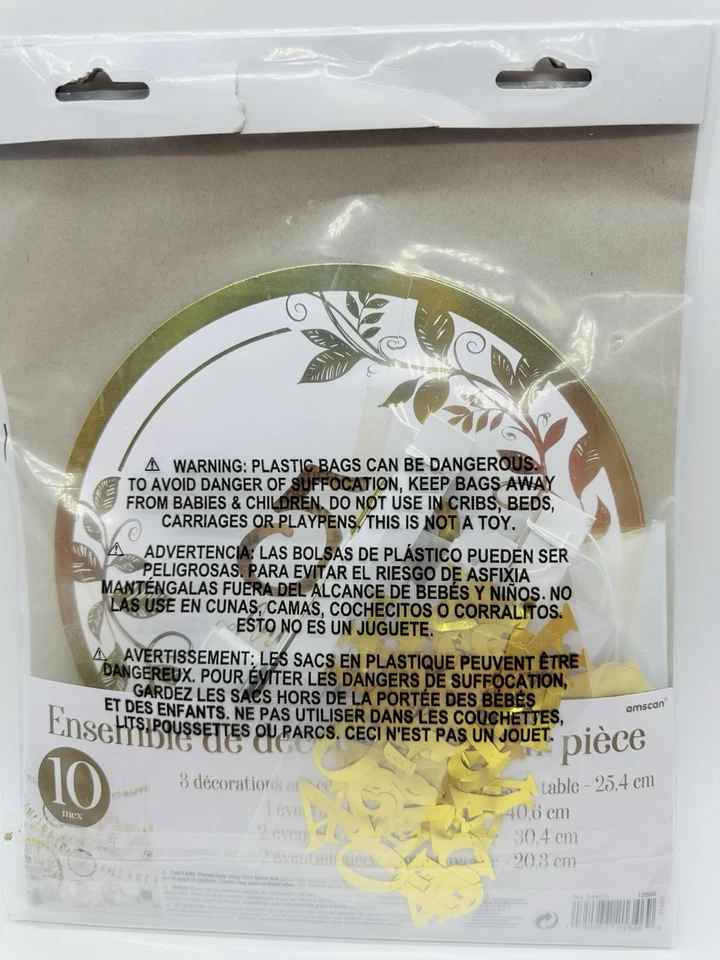 ⚠ WARNING: PLASTIC BAGS CAN BE DANGEROUS.
TO AVOID DANGER OF SUFFOCATION, KEEP BAGS AWAY
FROM BABIES & CHILDREN. DO NOT USE IN CRIBS, BEDS,
CARRIAGES OR PLAYPENS. THIS IS NOT A TOY.
⚠ ADVERTENCIA: LAS BOLSAS DE PLÁSTICO PUEDEN SER
PELIGROSAS. PARA EVITAR EL RIESGO DE ASFIXIA
MANTÉNGALAS FUERA DEL ALCANCE DE BEBÉS Y NIÑOS. NO
LAS USE EN CUNAS, CAMAS, COCHECITOS O CORRALITOS.
ESTO NO ES UN JUGUETE.
⚠ AVERTISSEMENT: LES SACS EN PLASTIQUE PEUVENT ÊTRE
DANGEREUX. POUR ÉVITER LES DANGERS DE SUFFOCATION,
GARDEZ LES SACS HORS DE LA PORTÉE DES BÉBÉS
ET DES ENFANTS. NE PAS UTILISER DANS LES COUCHETTES,
LITS, POUSSETTES OU PARCS. CECI N'EST PAS UN JOUET.
amscan
Ensemble de pièce
10
mcx
3 décorations table - 25,4 cm
40,6 cm
30,4 cm
20,3 cm